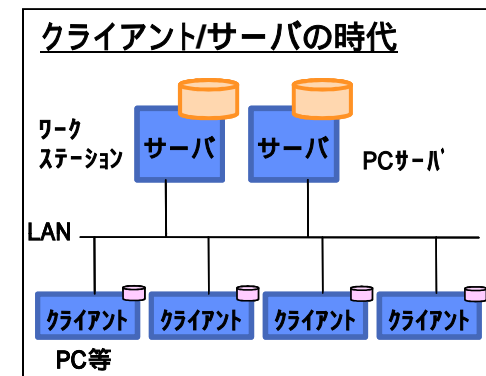 クライアント/サーバの時代
ﾜｰｸ
ｽﾃｰｼｮﾝ
サーバ
サーバ
PCｻｰﾊﾞ
LAN
ｸﾗｲｱﾝﾄ
ｸﾗｲｱﾝﾄ
ｸﾗｲｱﾝﾄ
ｸﾗｲｱﾝﾄ
PC等